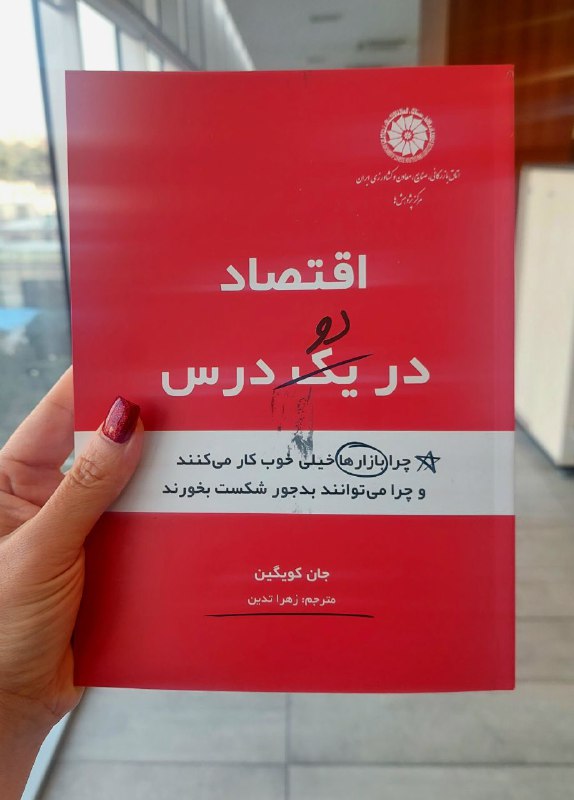 اتاق بازرگانی، صنایع، معادن و کشاورزی ایران
مرکز پژوهش‌ها
اقتصاد
دو
در یک درس
چرا بازارها خیلی خوب کار می‌کنند
و چرا می‌توانند بدجور شکست بخورند
جان کویگین
مترجم: زهرا تدین